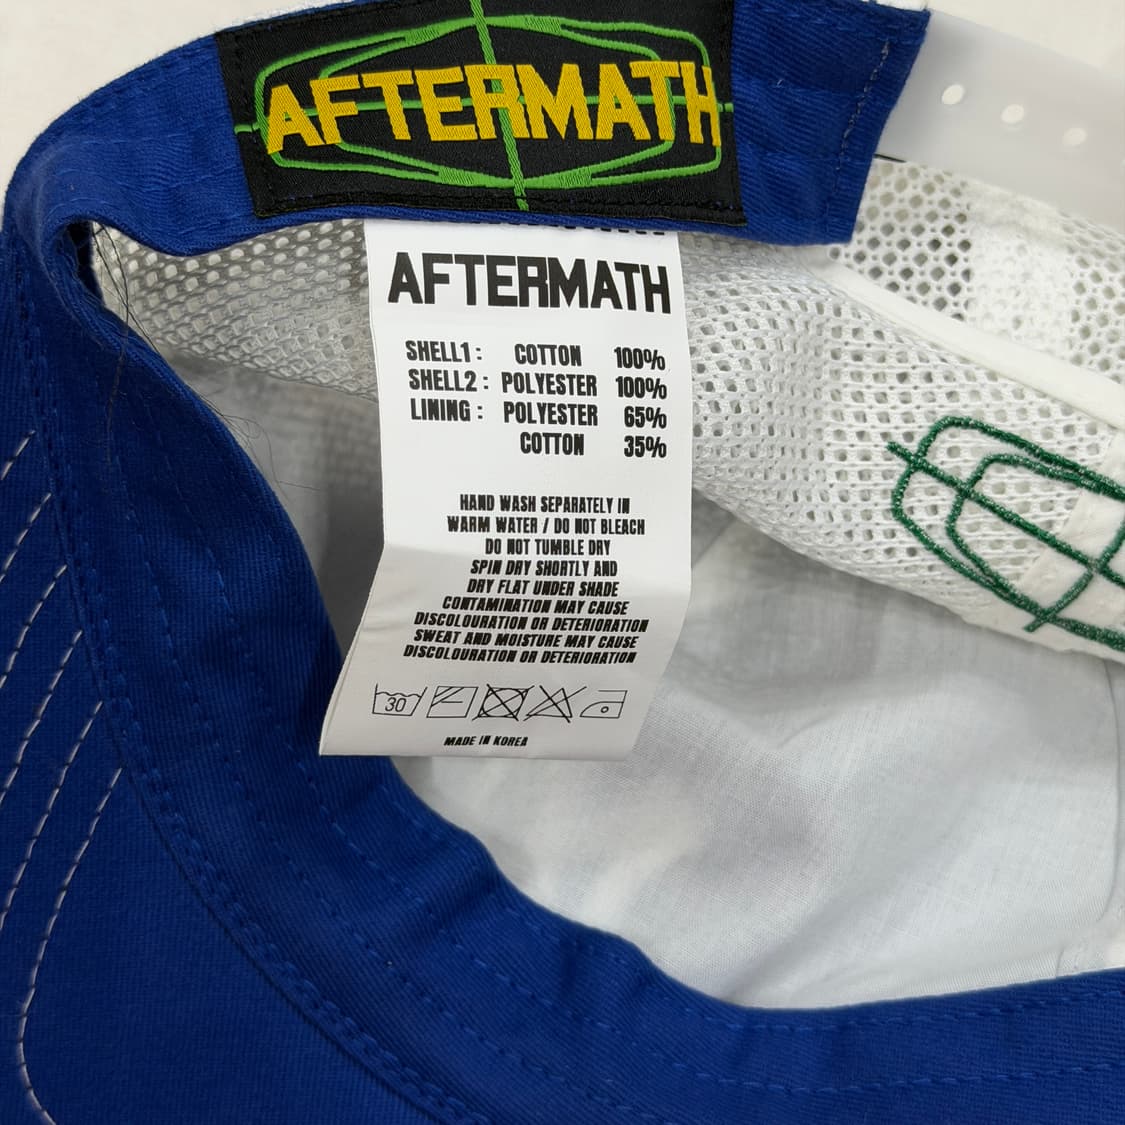 AFTERMATH
AFTERMATH
SHELL1 : COTTON 100%
SHELL2 : POLYESTER 100%
LINING : POLYESTER 65%
COTTON 35%
HAND WASH SEPARATELY IN
WARM WATER / DO NOT BLEACH
DO NOT TUMBLE DRY
SPIN DRY SHORTLY AND
DRY FLAT UNDER SHADE
CONTAMINATION MAY CAUSE
DISCOLOURATION OR DETERIORATION
SWEAT AND MOISTURE MAY CAUSE
DISCOLOURATION OR DETERIORATION
30
MADE IN KOREA